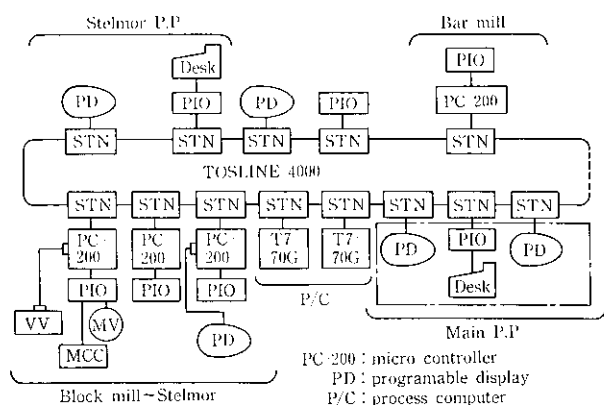 Stelmor P.P
Bar mill
Desk
PIO
PD
PIO
PD
PIO
PC 200
STN
STN
STN
STN
STN
TOSLINE 4000
STN
STN
STN
STN
STN
STN
STN
STN
PC·200
PC 200
PC·200
T7·70G
T7·70G
PD
PIO
PD
PIO
PIO
PIO
Desk
P/C
VV
MV
PD
MCC
Main P.P
Block mill~Stelmor
PC·200 : micro controller
PD : programable display
P/C : process computer